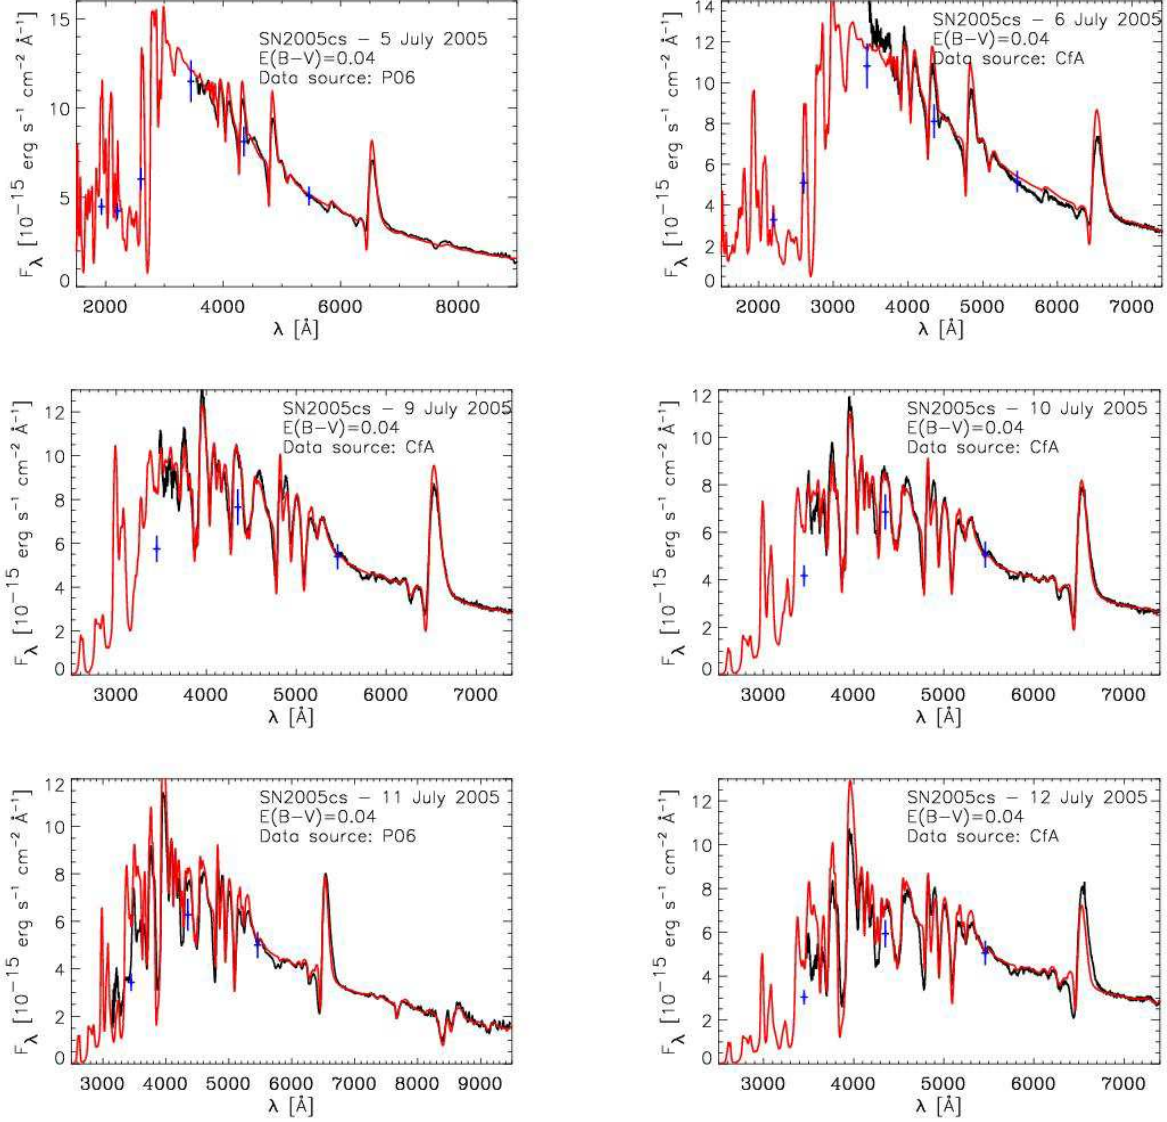 SN2005cs – 5 July 2005
E(B–V)=0.04
Data source: P06
15
10
5
0
F λ [10⁻¹⁵ erg s⁻¹ cm⁻² Å⁻¹]
2000 4000 6000 8000
λ [Å]
SN2005cs – 6 July 2005
E(B–V)=0.04
Data source: CfA
14
12
10
8
6
4
2
0
F λ [10⁻¹⁵ erg s⁻¹ cm⁻² Å⁻¹]
2000 3000 4000 5000 6000 7000
λ [Å]
SN2005cs – 9 July 2005
E(B–V)=0.04
Data source: CfA
12
10
8
6
4
2
0
F λ [10⁻¹⁵ erg s⁻¹ cm⁻² Å⁻¹]
3000 4000 5000 6000 7000
λ [Å]
SN2005cs – 10 July 2005
E(B–V)=0.04
Data source: CfA
12
10
8
6
4
2
0
F λ [10⁻¹⁵ erg s⁻¹ cm⁻² Å⁻¹]
3000 4000 5000 6000 7000
λ [Å]
SN2005cs – 11 July 2005
E(B–V)=0.04
Data source: P06
12
10
8
6
4
2
0
F λ [10⁻¹⁵ erg s⁻¹ cm⁻² Å⁻¹]
3000 4000 5000 6000 7000 8000 9000
λ [Å]
SN2005cs – 12 July 2005
E(B–V)=0.04
Data source: CfA
12
10
8
6
4
2
0
F λ [10⁻¹⁵ erg s⁻¹ cm⁻² Å⁻¹]
3000 4000 5000 6000 7000
λ [Å]